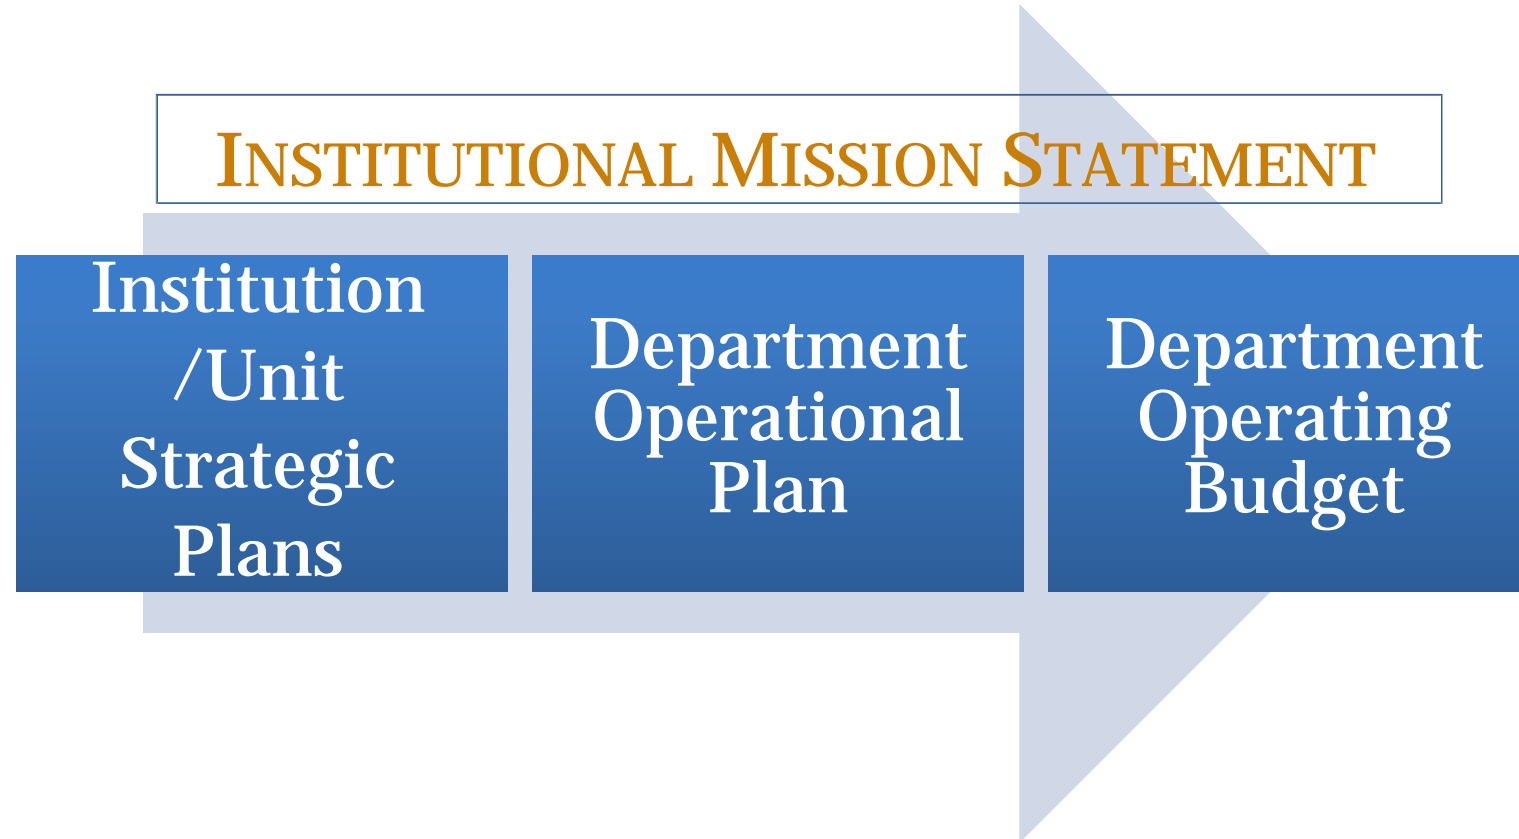 INSTITUTIONAL MISSION STATEMENT
Institution
/Unit
Strategic
Plans
Department
Operational
Plan
Department
Operating
Budget